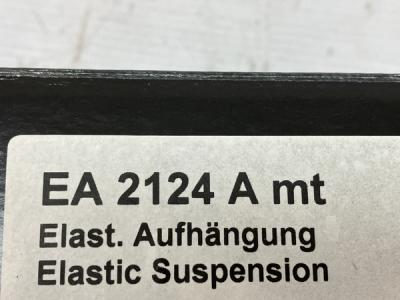 EA 2124 A mt
Elast. Aufhängung
Elastic Suspension